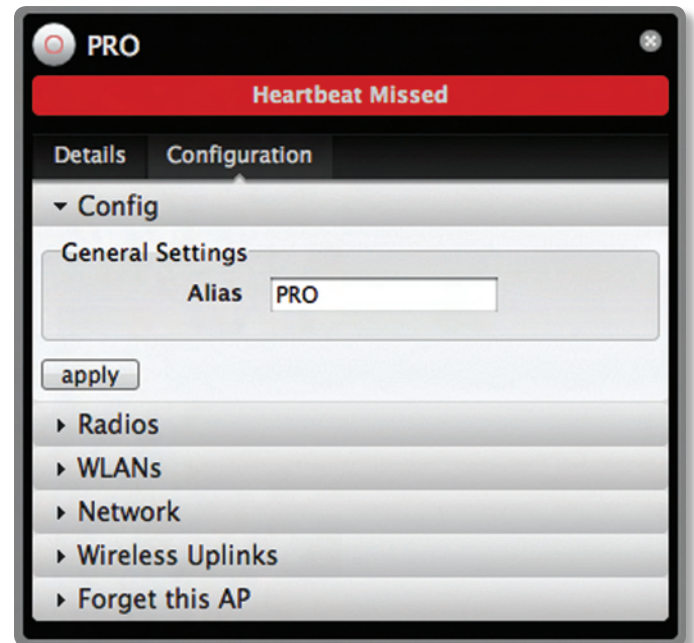 PRO
Heartbeat Missed
Details Configuration
Config
General Settings
Alias PRO
apply
Radios
WLANs
Network
Wireless Uplinks
Forget this AP